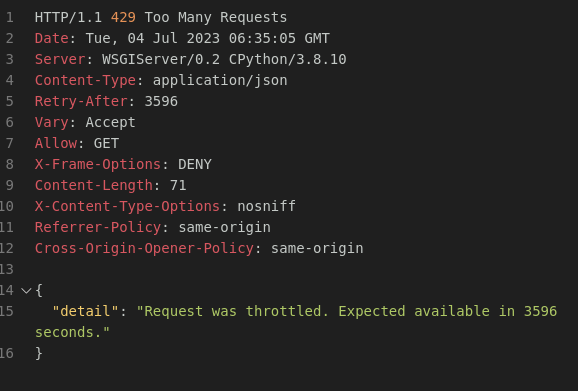 1 HTTP/1.1 429 Too Many Requests
2 Date: Tue, 04 Jul 2023 06:35:05 GMT
3 Server: WSGIServer/0.2 CPython/3.8.10
4 Content-Type: application/json
5 Retry-After: 3596
6 Vary: Accept
7 Allow: GET
8 X-Frame-Options: DENY
9 Content-Length: 71
10 X-Content-Type-Options: nosniff
11 Referrer-Policy: same-origin
12 Cross-Origin-Opener-Policy: same-origin
13
14 {
15 "detail": "Request was throttled. Expected available in 3596
seconds."
16 }